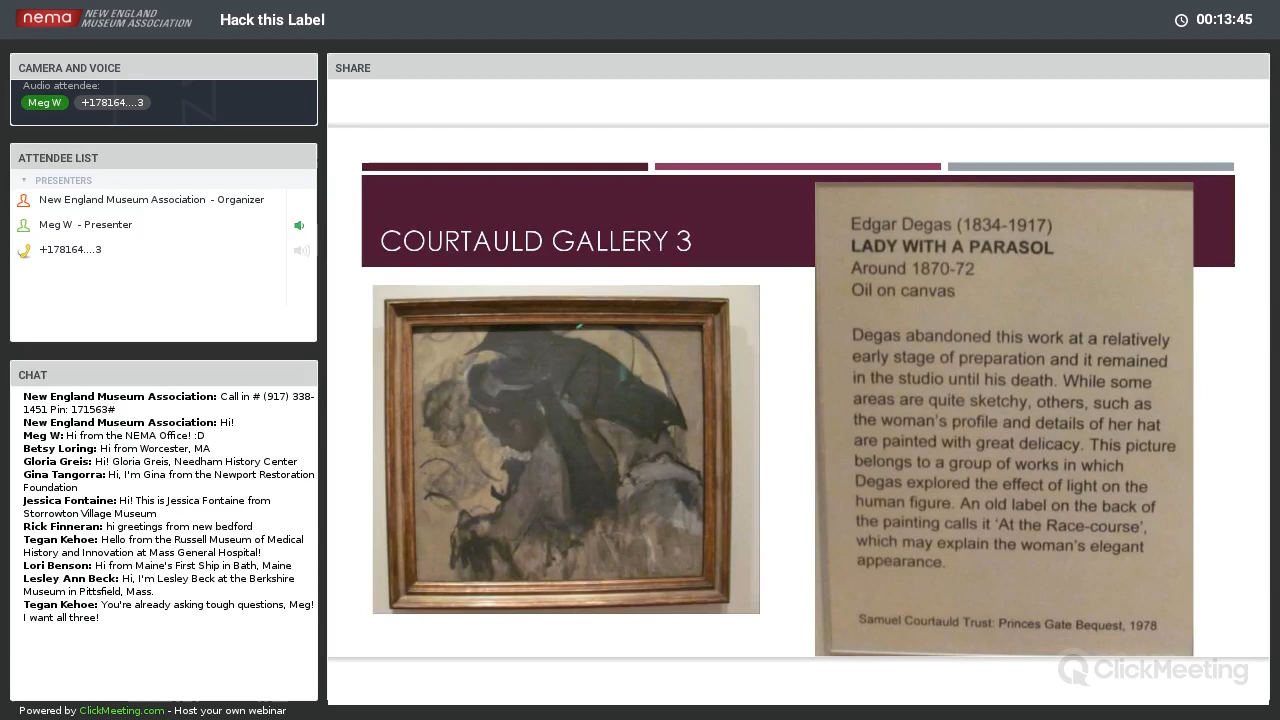 nema NEW ENGLAND
MUSEUM ASSOCIATION
Hack this Label
00:13:45
CAMERA AND VOICE
Audio attendee:
Meg W
+178164....3
ATTENDEE LIST
PRESENTERS
New England Museum Association - Organizer
Meg W - Presenter
+178164....3
CHAT
New England Museum Association: Call in # (917) 338-
1451 Pin: 171563#
New England Museum Association: Hi!
Meg W: Hi from the NEMA Office! :D
Betsy Loring: Hi from Worcester, MA
Gloria Greis: Hi! Gloria Greis, Needham History Center
Gina Tangorra: Hi, I'm Gina from the Newport Restoration
Foundation
Jessica Fontaine: Hi! This is Jessica Fontaine from
Storrowton Village Museum
Rick Finneran: hi greetings from new bedford
Tegan Kehoe: Hello from the Russell Museum of Medical
History and Innovation at Mass General Hospital!
Lori Benson: Hi from Maine's First Ship in Bath, Maine
Lesley Ann Beck: Hi, I'm Lesley Beck at the Berkshire
Museum in Pittsfield, Mass.
Tegan Kehoe: You're already asking tough questions, Meg!
I want all three!
Powered by ClickMeeting.com - Host your own webinar
SHARE
COURTAULD GALLERY 3
Edgar Degas (1834-1917)
LADY WITH A PARASOL
Around 1870-72
Oil on canvas
Degas abandoned this work at a relatively
early stage of preparation and it remained
in the studio until his death. While some
areas are quite sketchy, others, such as
the woman's profile and details of her hat
are painted with great delicacy. This picture
belongs to a group of works in which
Degas explored the effect of light on the
human figure. An old label on the back of
the painting calls it 'At the Race-course',
which may explain the woman's elegant
appearance.
Samuel Courtauld Trust: Princes Gate Bequest, 1978
ClickMeeting